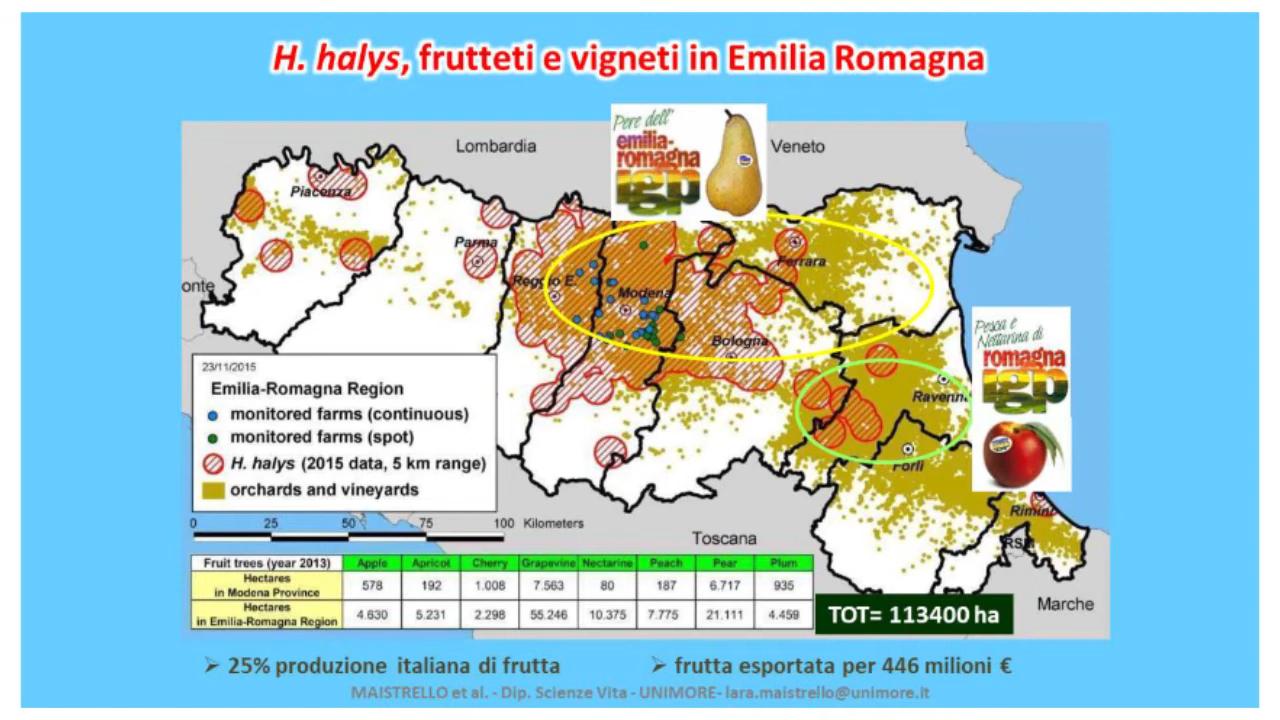 H. halys, frutteti e vigneti in Emilia Romagna
Lombardia
Pere dell'
emilia-
romagna
igp
Veneto
Piacenza
Parma
Reggio E.
Modena
Ferrara
Bologna
onte
Pesca e
Nettarina di
romagna
igp
Ravenna
Forlì
Rimini
RSM
23/11/2015
Emilia-Romagna Region
monitored farms (continuous)
monitored farms (spot)
H. halys (2015 data, 5 km range)
orchards and vineyards
0 25 50 75 100 Kilometers
Toscana
Marche
Fruit trees (year 2013) Apple Apricot Cherry Grapevine Nectarine Peach Pear Plum
Hectares
in Modena Province 578 192 1.008 7.563 80 187 6.717 935
Hectares
in Emilia-Romagna Region 4.630 5.231 2.298 55.246 10.375 7.775 21.111 4.459
TOT= 113400 ha
➢ 25% produzione italiana di frutta
➢ frutta esportata per 446 milioni €
MAISTRELLO et al. - Dip. Scienze Vita - UNIMORE- lara.maistrello@unimore.it